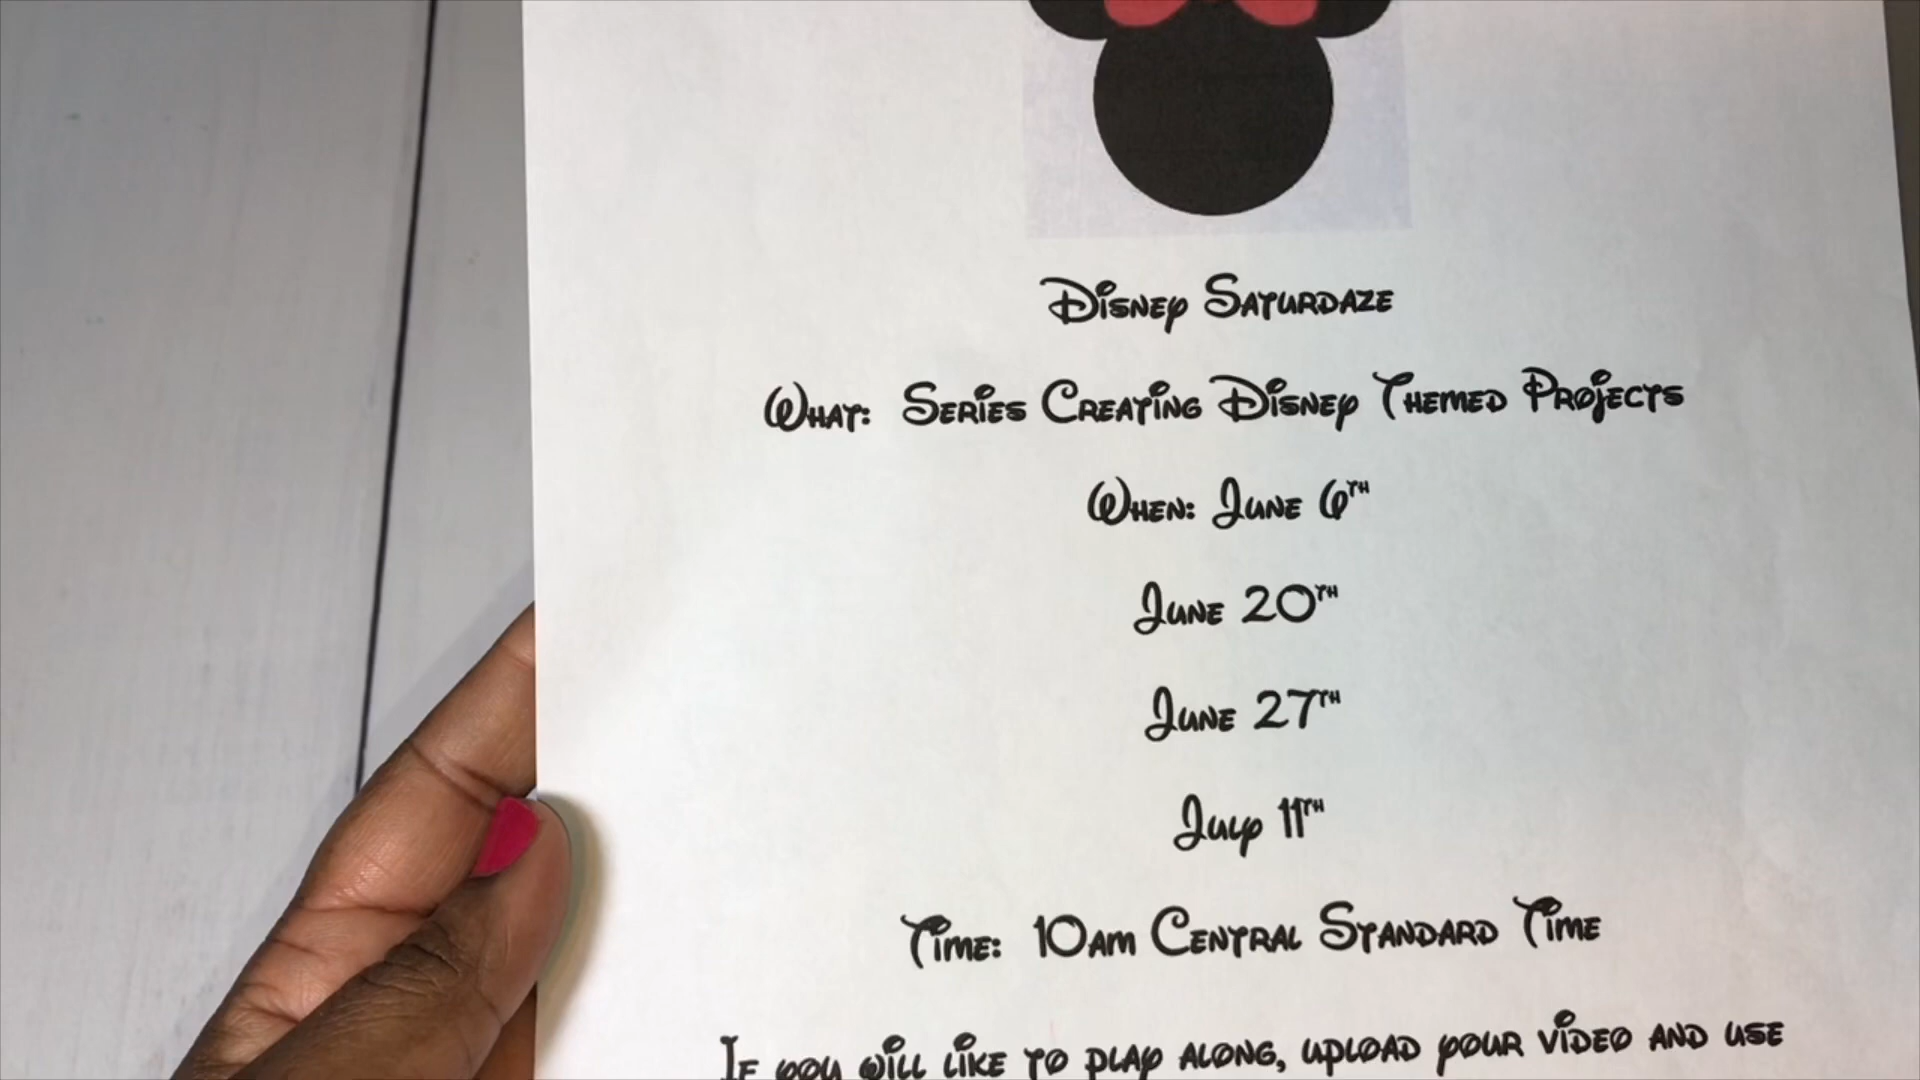 Disney Saturdaze
What: Series Creating Disney Themed Projects
When: June 6th
June 20th
June 27th
July 11th
Time: 10am Central Standard Time
If you will like to play along, upload your video and use